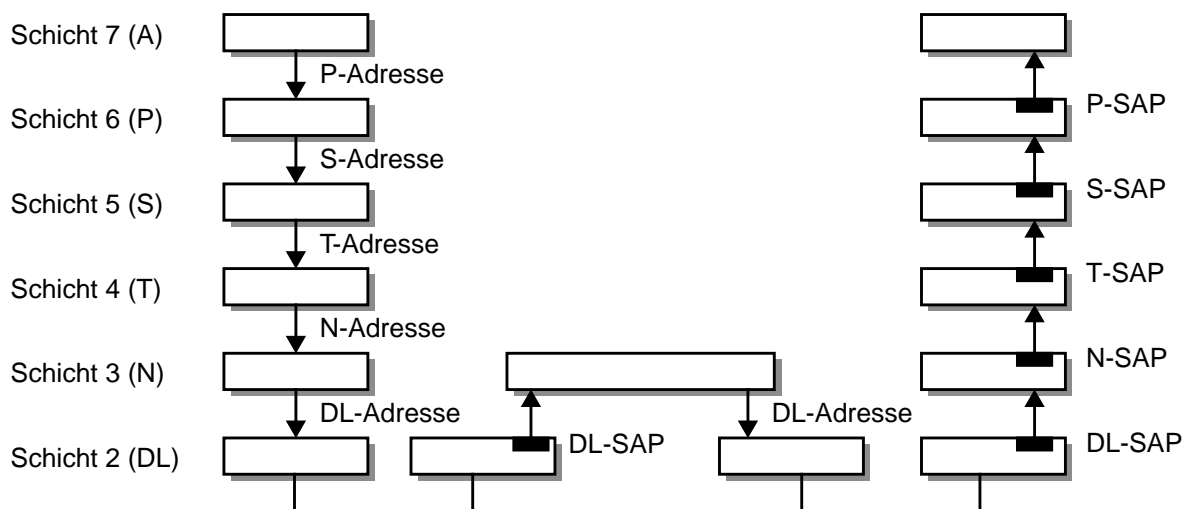 Schicht 7 (A)
P-Adresse
Schicht 6 (P)
P-SAP
S-Adresse
Schicht 5 (S)
S-SAP
T-Adresse
Schicht 4 (T)
T-SAP
N-Adresse
Schicht 3 (N)
N-SAP
DL-Adresse
DL-Adresse
Schicht 2 (DL)
DL-SAP
DL-SAP